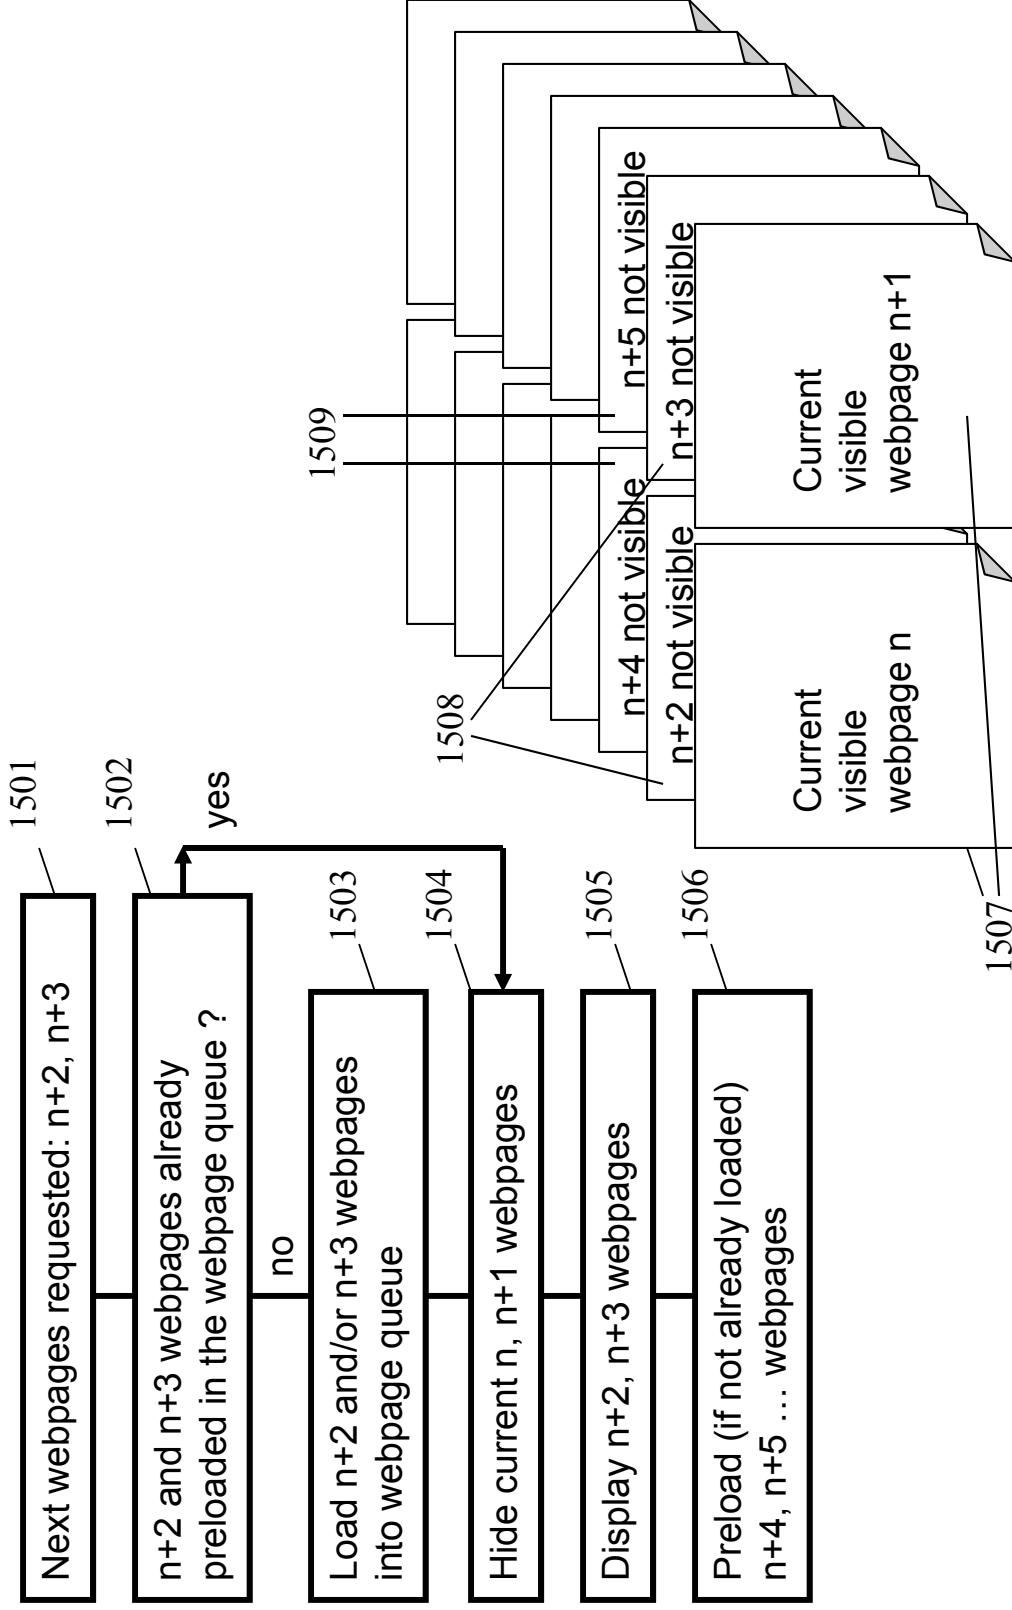 Next webpages requested: n+2, n+3
1501
n+2 and n+3 webpages already
preloaded in the webpage queue ?
1502
yes
no
Load n+2 and/or n+3 webpages
into webpage queue
1503
Hide current n, n+1 webpages
1504
Display n+2, n+3 webpages
1505
Preload (if not already loaded)
n+4, n+5 … webpages
1506
1509
1508
n+4 not visible
n+5 not visible
n+2 not visible
n+3 not visible
Current
visible
webpage n
Current
visible
webpage n+1
1507